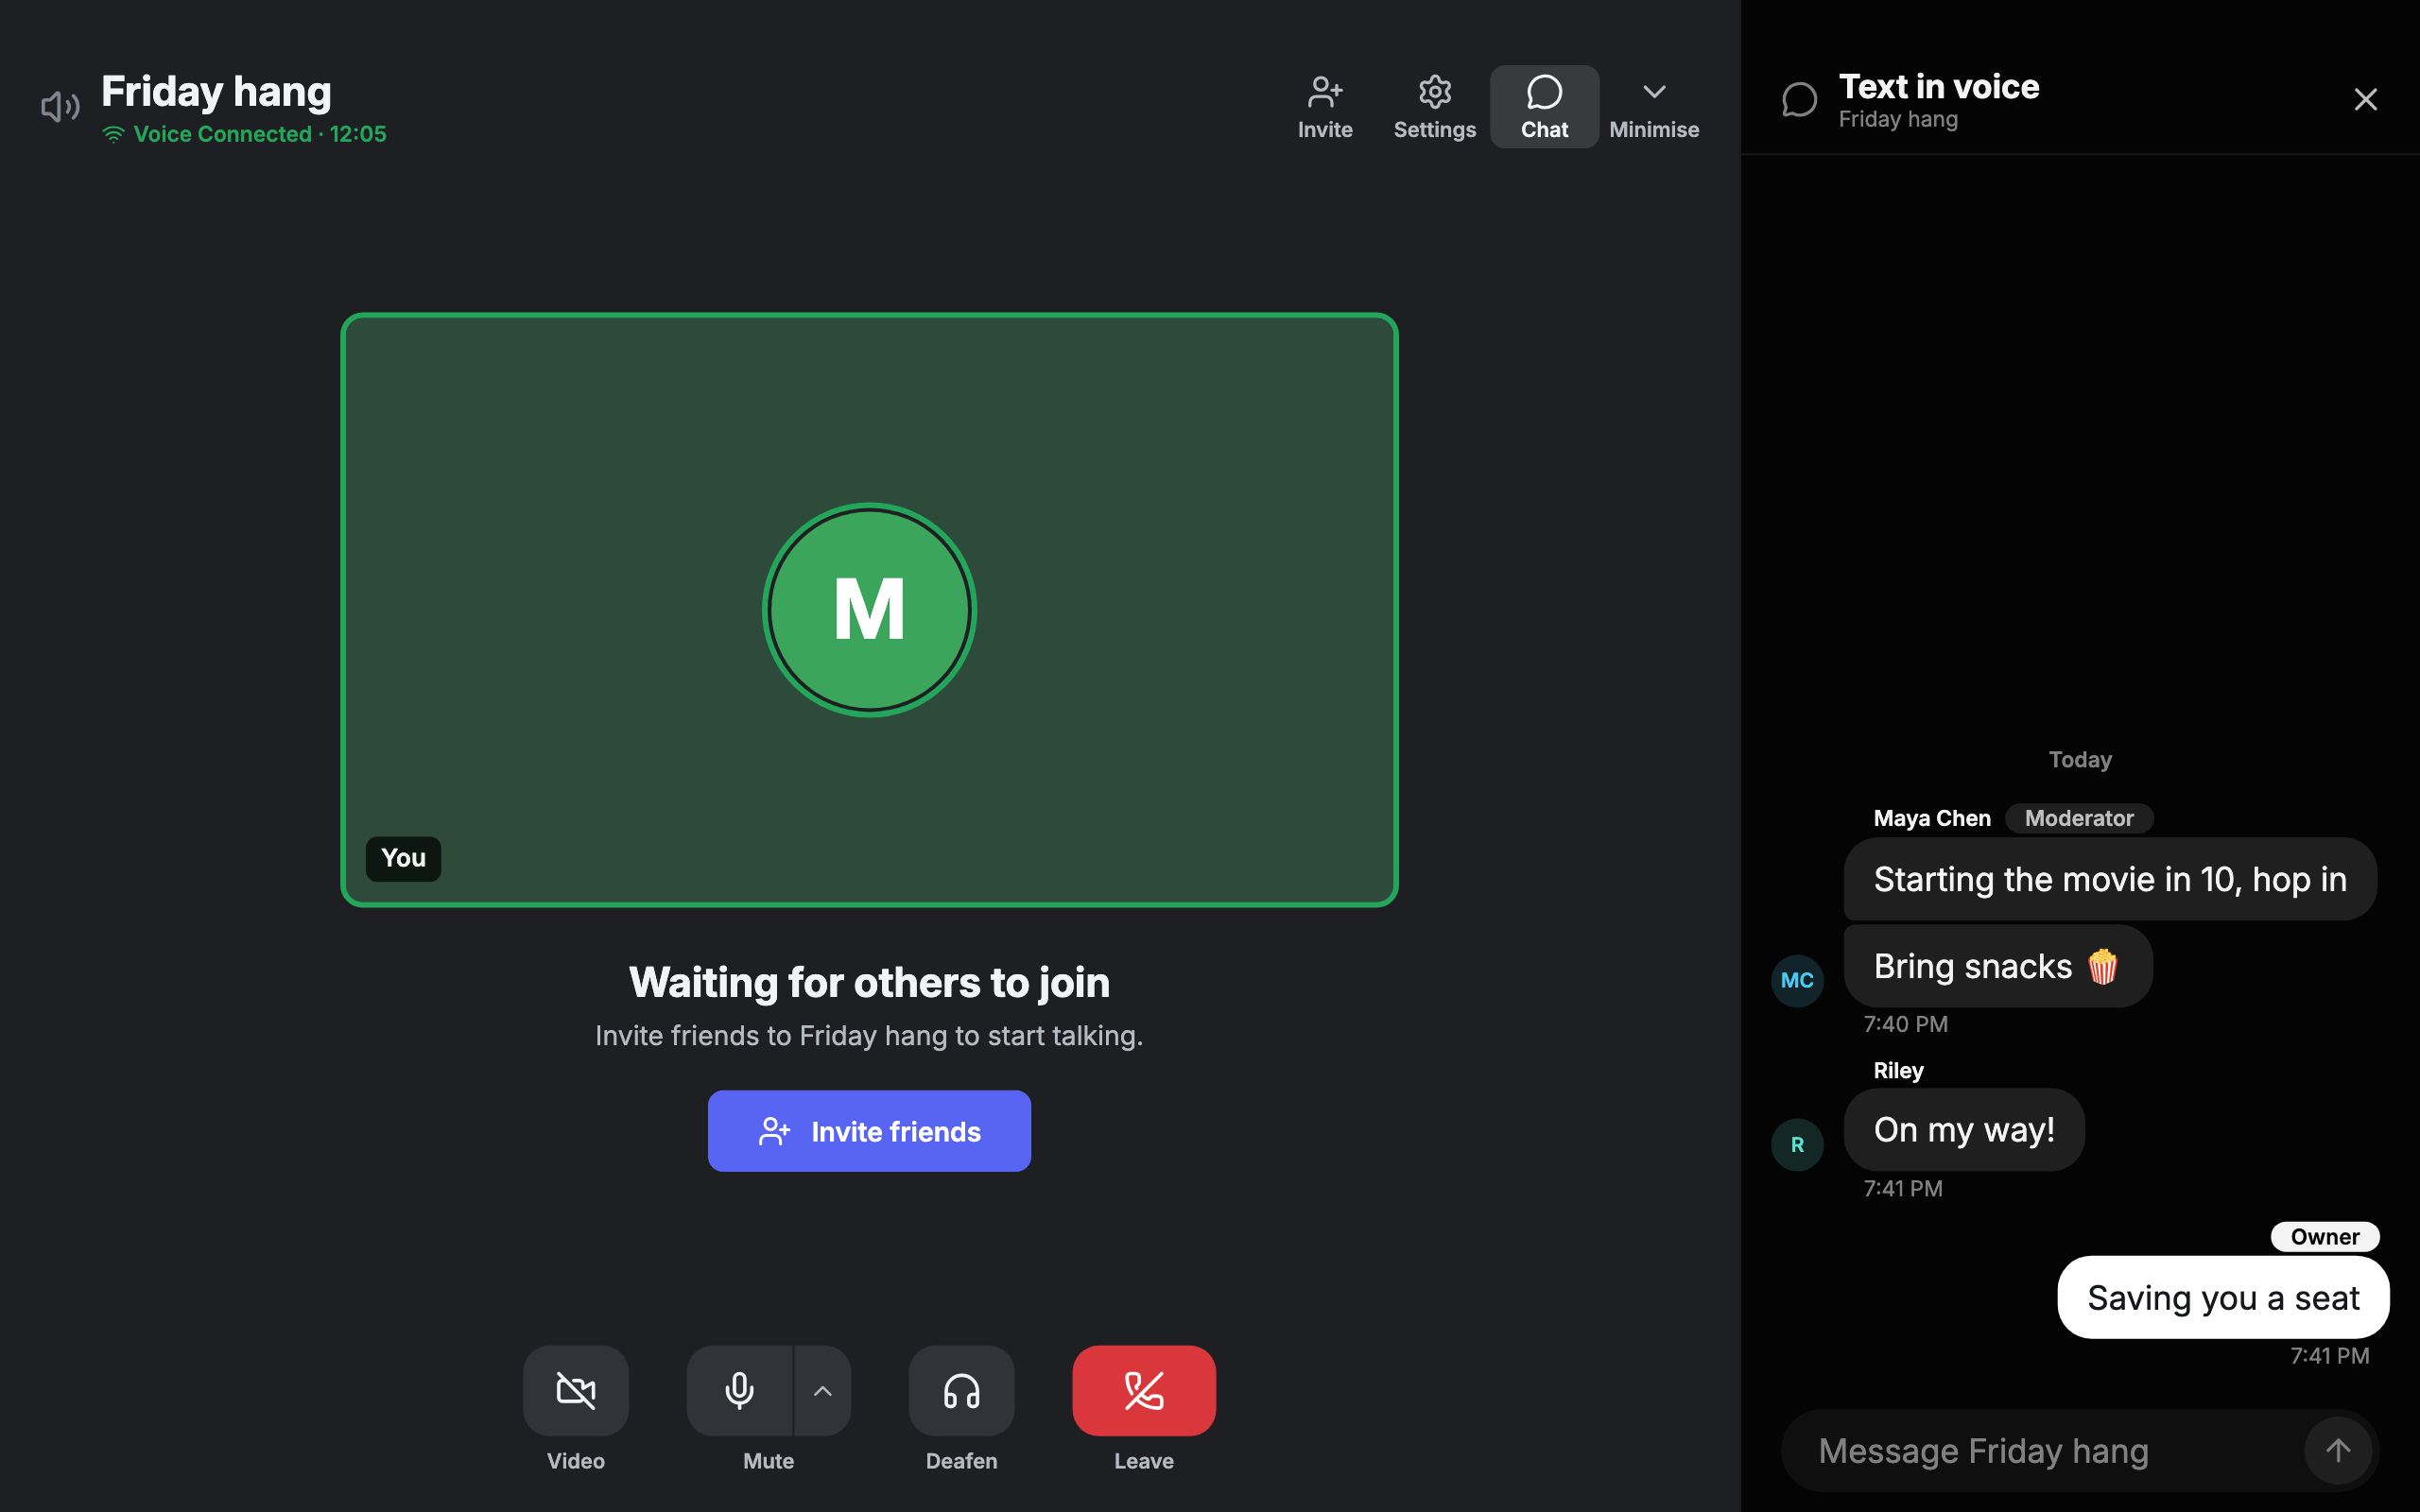 Friday hang
Voice Connected · 12:05
Invite
Settings
Chat
Minimise
M
You
Waiting for others to join
Invite friends to Friday hang to start talking.
Invite friends
Video
Mute
Deafen
Leave
Text in voice
Friday hang
Today
Maya Chen Moderator
Starting the movie in 10, hop in
Bring snacks 🍿
MC
7:40 PM
Riley
On my way!
R
7:41 PM
Owner
Saving you a seat
7:41 PM
Message Friday hang